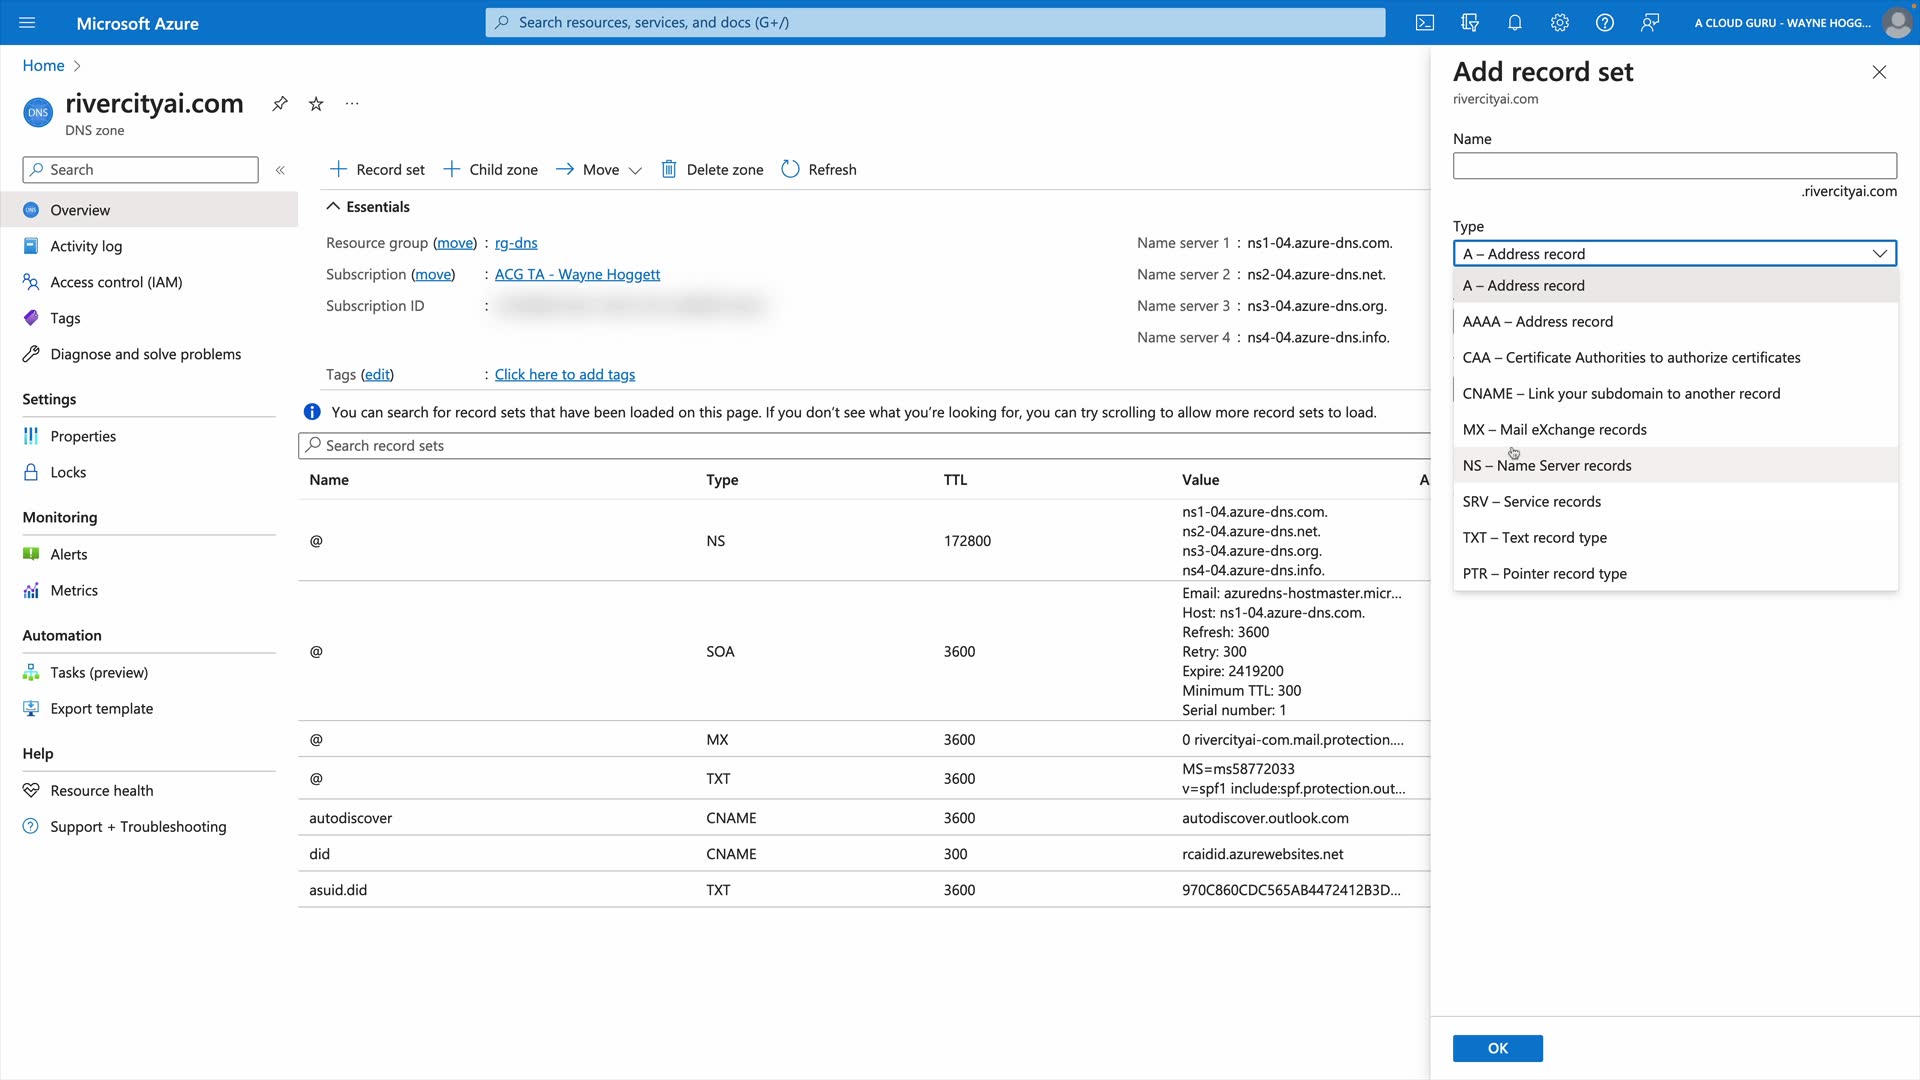 Microsoft Azure
Search resources, services, and docs (G+/)
A CLOUD GURU - WAYNE HOGG...
Home
DNS
rivercityai.com
DNS zone
Search
Overview
Activity log
Access control (IAM)
Tags
Diagnose and solve problems
Settings
Properties
Locks
Monitoring
Alerts
Metrics
Automation
Tasks (preview)
Export template
Help
Resource health
Support + Troubleshooting
Record set
Child zone
Move
Delete zone
Refresh
Essentials
Resource group (move) : rg-dns
Subscription (move) : ACG TA - Wayne Hoggett
Subscription ID :
Tags (edit) : Click here to add tags
Name server 1 : ns1-04.azure-dns.com.
Name server 2 : ns2-04.azure-dns.net.
Name server 3 : ns3-04.azure-dns.org.
Name server 4 : ns4-04.azure-dns.info.
You can search for record sets that have been loaded on this page. If you don't see what you're looking for, you can try scrolling to allow more record sets to load.
Search record sets
Name Type TTL Value A
@ NS 172800 ns1-04.azure-dns.com.
ns2-04.azure-dns.net.
ns3-04.azure-dns.org.
ns4-04.azure-dns.info.
@ SOA 3600 Email: azuredns-hostmaster.micr...
Host: ns1-04.azure-dns.com.
Refresh: 3600
Retry: 300
Expire: 2419200
Minimum TTL: 300
Serial number: 1
@ MX 3600 0 rivercityai-com.mail.protection....
@ TXT 3600 MS=ms58772033
v=spf1 include:spf.protection.out...
autodiscover CNAME 3600 autodiscover.outlook.com
did CNAME 300 rcaidid.azurewebsites.net
asuid.did TXT 3600 970C860CDC565AB4472412B3D...
Add record set
rivercityai.com
Name
.rivercityai.com
Type
A – Address record
A – Address record
AAAA – Address record
CAA – Certificate Authorities to authorize certificates
CNAME – Link your subdomain to another record
MX – Mail eXchange records
NS – Name Server records
SRV – Service records
TXT – Text record type
PTR – Pointer record type
OK